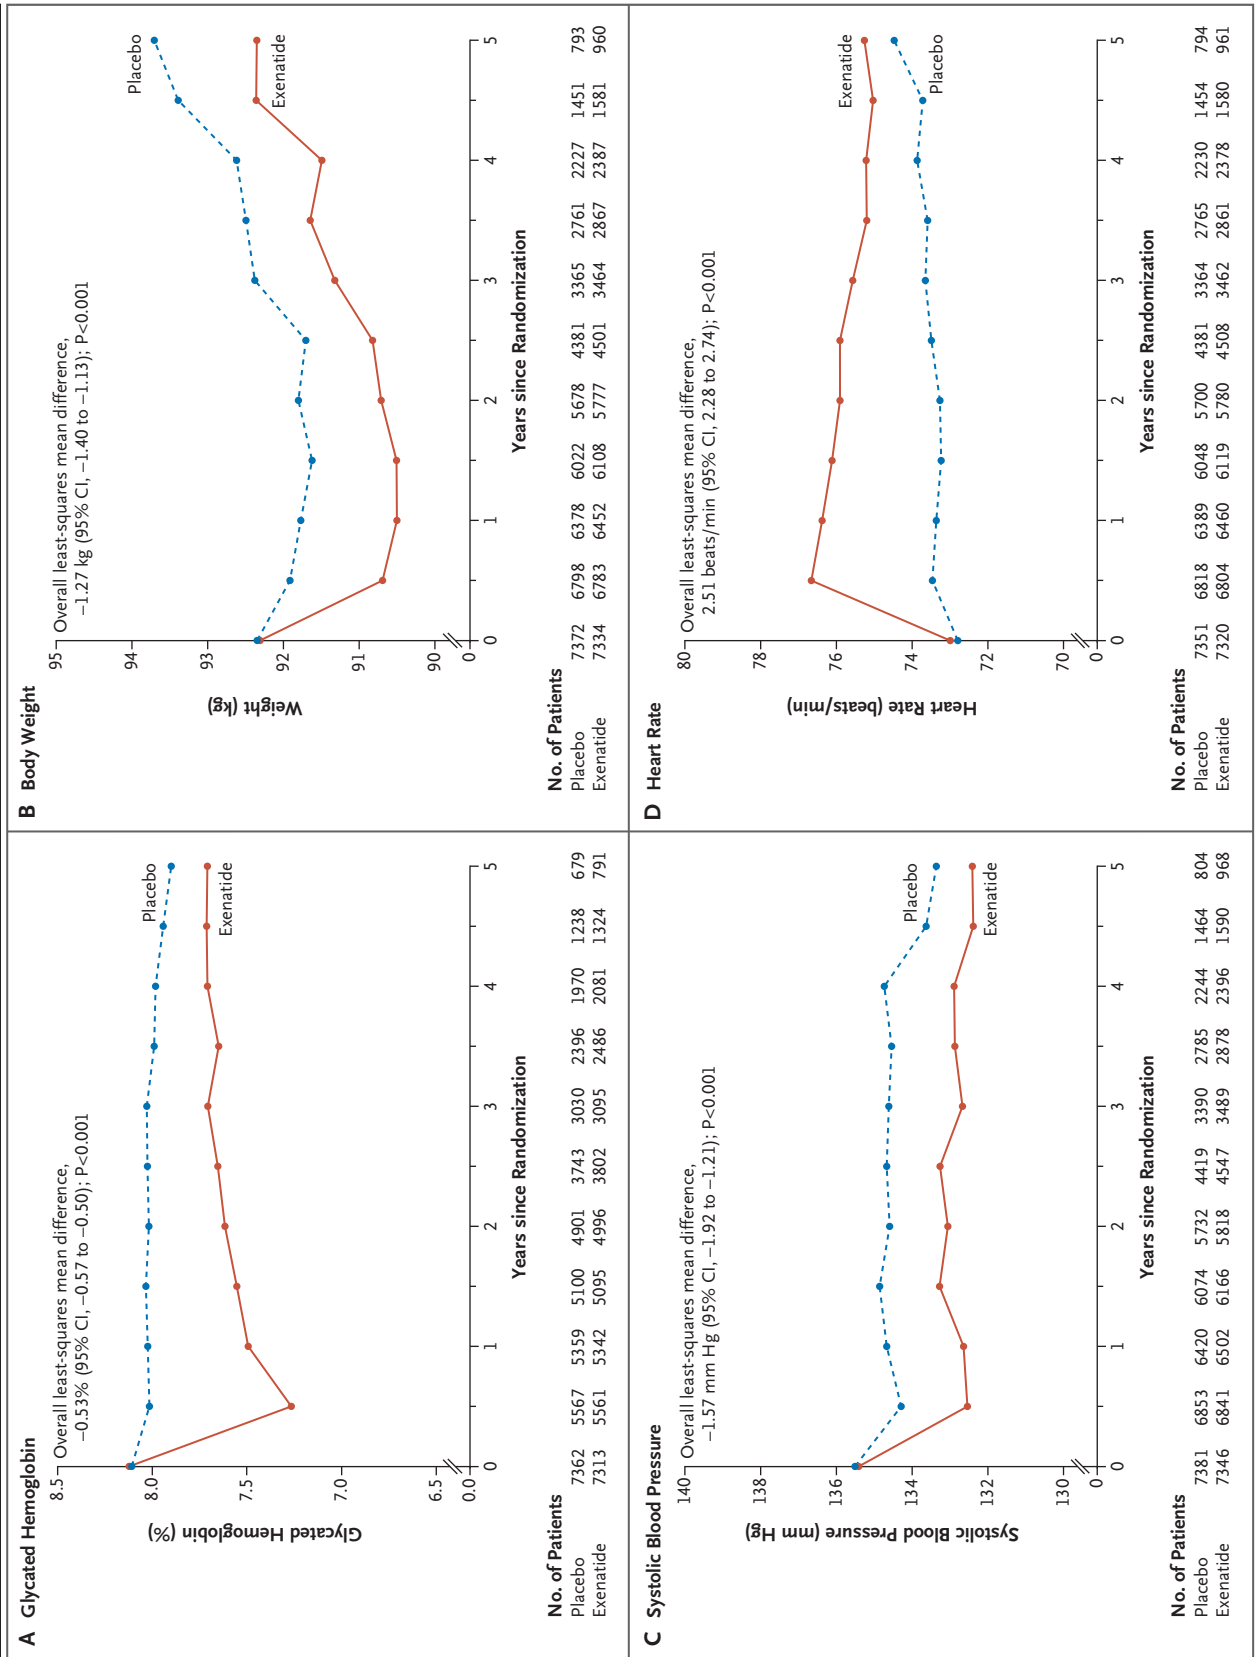 A Glycated Hemoglobin
Overall least-squares mean difference,
−0.53% (95% CI, −0.57 to −0.50); P<0.001
Glycated Hemoglobin (%)
8.5
8.0
7.5
7.0
6.5
0.0
Placebo
Exenatide
0 1 2 3 4 5
Years since Randomization
No. of Patients
Placebo 7362 5567 5359 5100 4901 3743 3030 2396 1970 1238 679
Exenatide 7313 5561 5342 5095 4996 3802 3095 2486 2081 1324 791
B Body Weight
Overall least-squares mean difference,
−1.27 kg (95% CI, −1.40 to −1.13); P<0.001
Weight (kg)
95
94
93
92
91
90
0
Placebo
Exenatide
0 1 2 3 4 5
Years since Randomization
No. of Patients
Placebo 7372 6798 6378 6022 5678 4381 3365 2761 2227 1451 793
Exenatide 7334 6783 6452 6108 5777 4501 3464 2867 2387 1581 960
C Systolic Blood Pressure
Overall least-squares mean difference,
−1.57 mm Hg (95% CI, −1.92 to −1.21); P<0.001
Systolic Blood Pressure (mm Hg)
140
138
136
134
132
130
0
Placebo
Exenatide
0 1 2 3 4 5
Years since Randomization
No. of Patients
Placebo 7381 6853 6420 6074 5732 4419 3390 2785 2244 1464 804
Exenatide 7346 6841 6502 6166 5818 4547 3489 2878 2396 1590 968
D Heart Rate
Overall least-squares mean difference,
2.51 beats/min (95% CI, 2.28 to 2.74); P<0.001
Heart Rate (beats/min)
80
78
76
74
72
70
0
Exenatide
Placebo
0 1 2 3 4 5
Years since Randomization
No. of Patients
Placebo 7351 6818 6389 6048 5700 4381 3364 2765 2230 1454 794
Exenatide 7320 6804 6460 6119 5780 4508 3462 2861 2378 1580 961